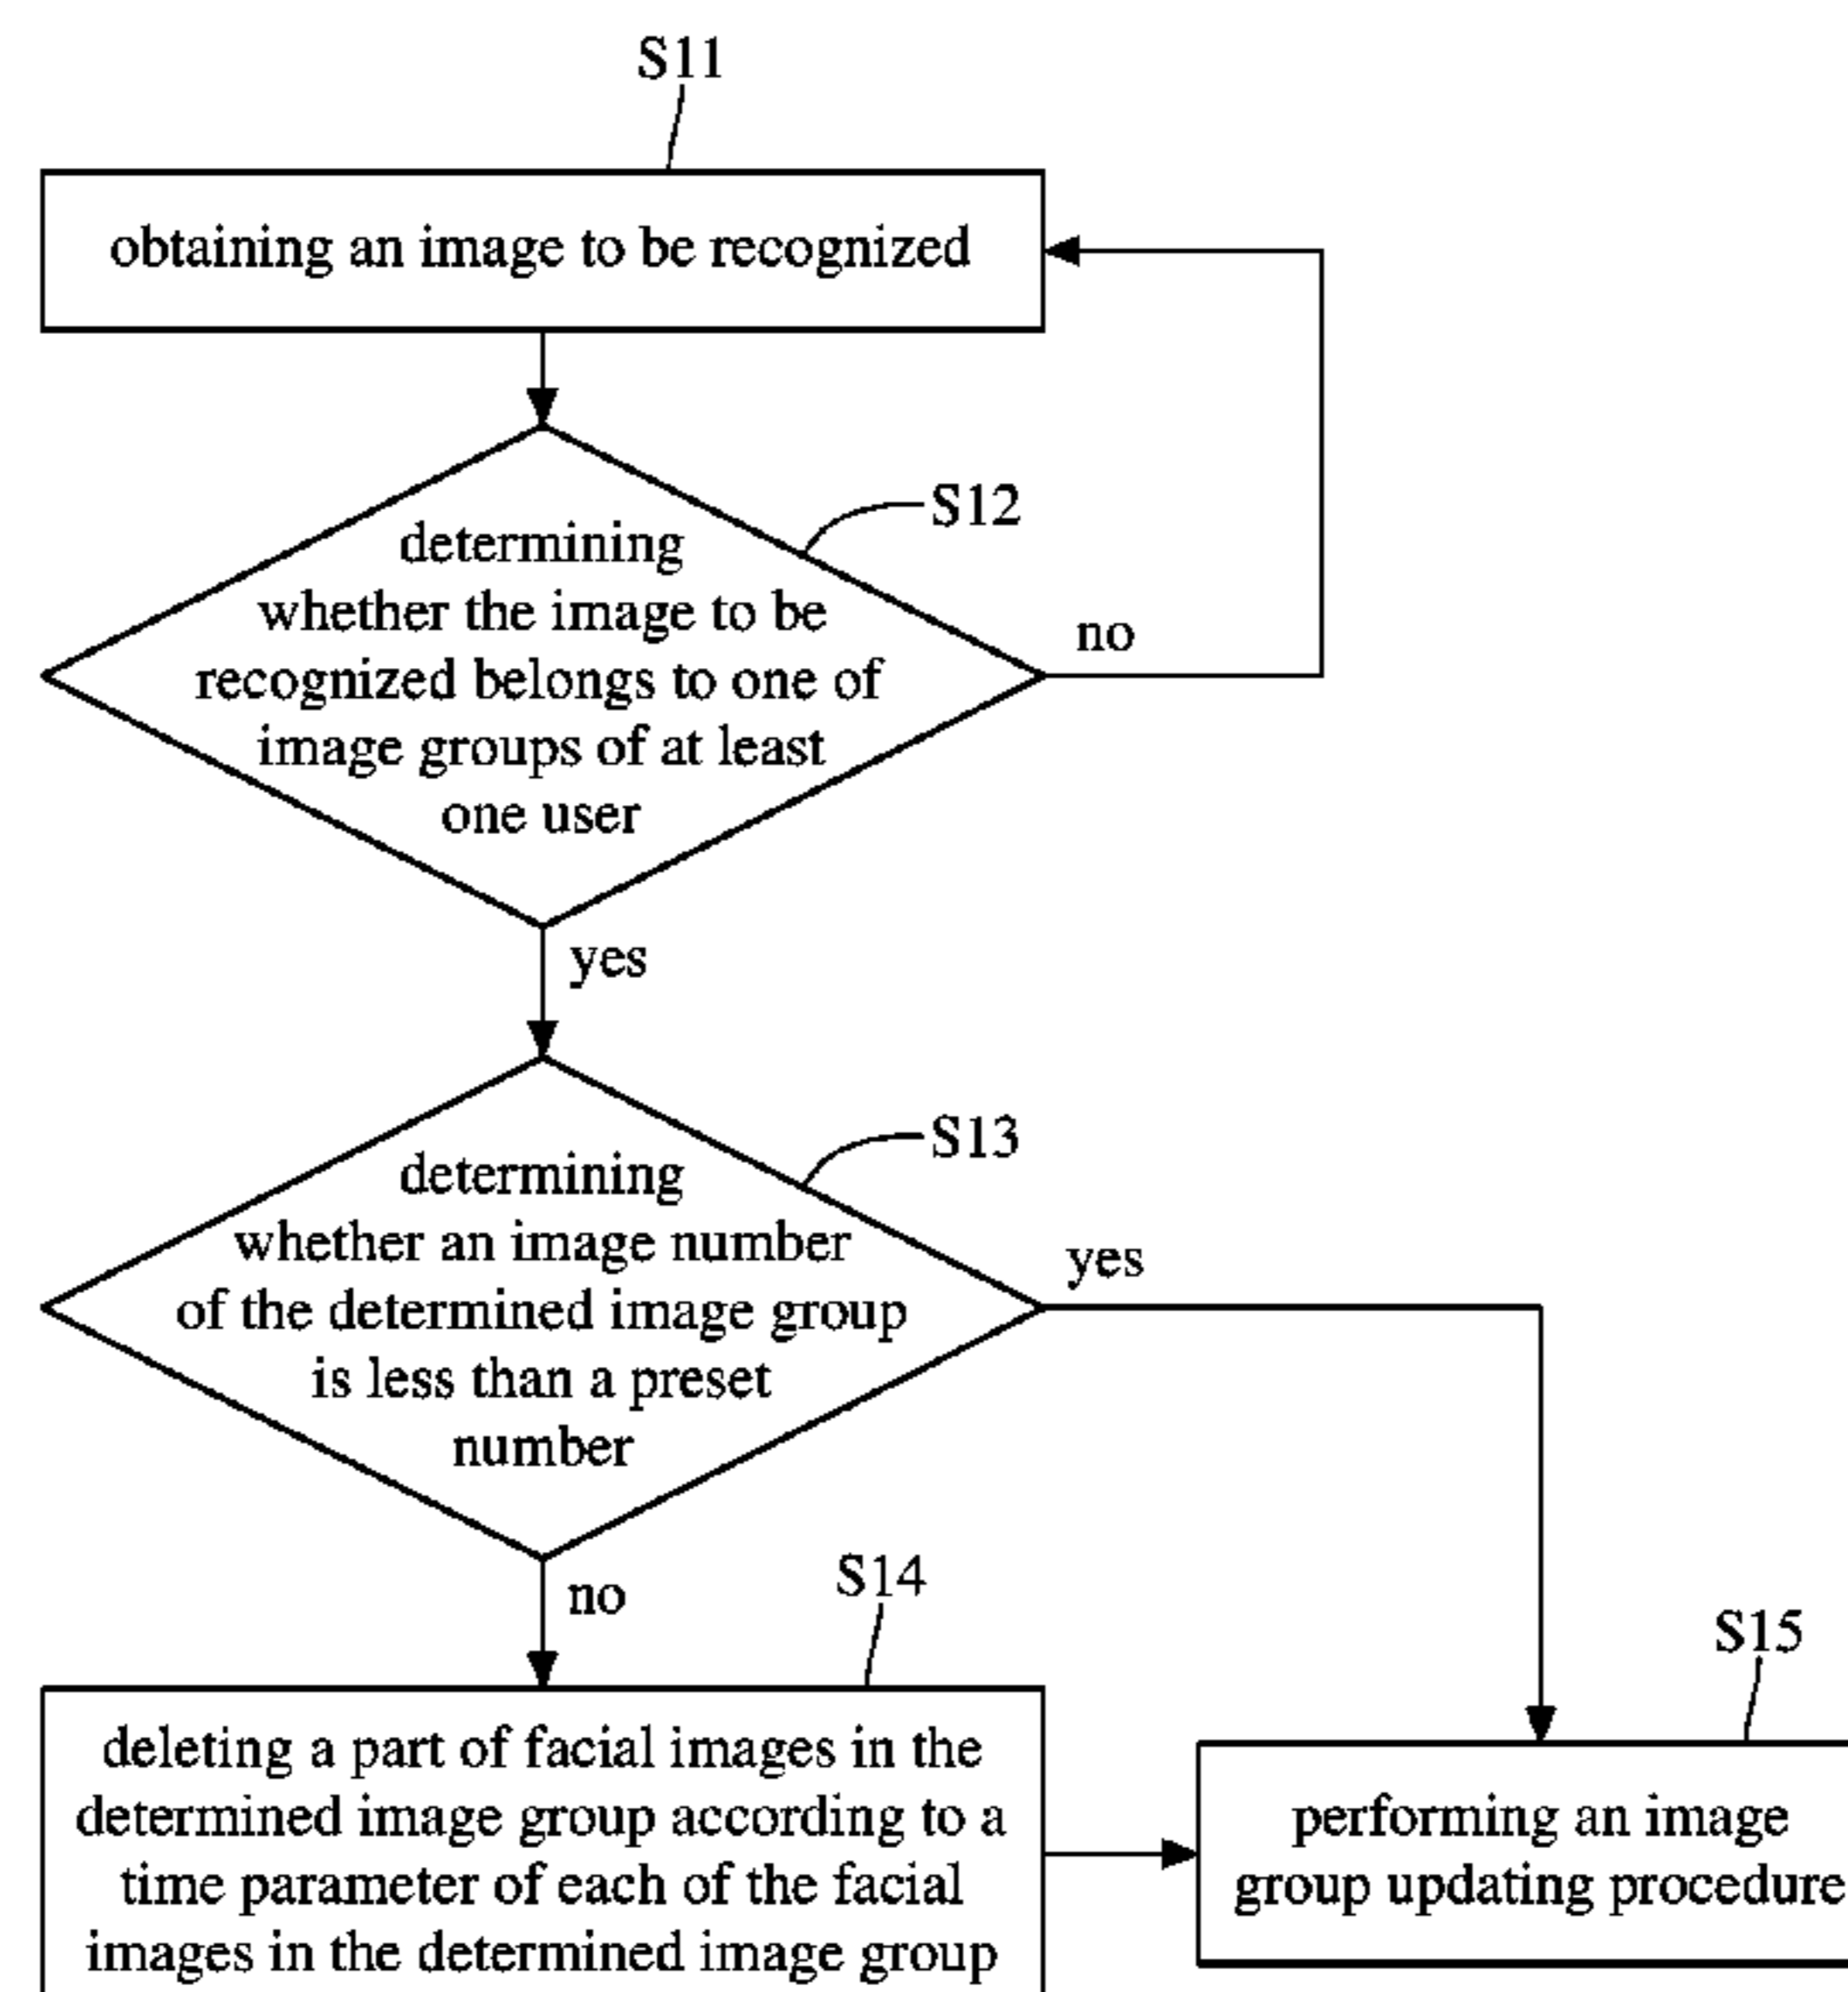 S11
obtaining an image to be recognized
S12
determining
whether the image to be
recognized belongs to one of
image groups of at least
one user
no
yes
S13
determining
whether an image number
of the determined image group
is less than a preset
number
yes
no
S14
deleting a part of facial images in the
determined image group according to a
time parameter of each of the facial
images in the determined image group
S15
performing an image
group updating procedure